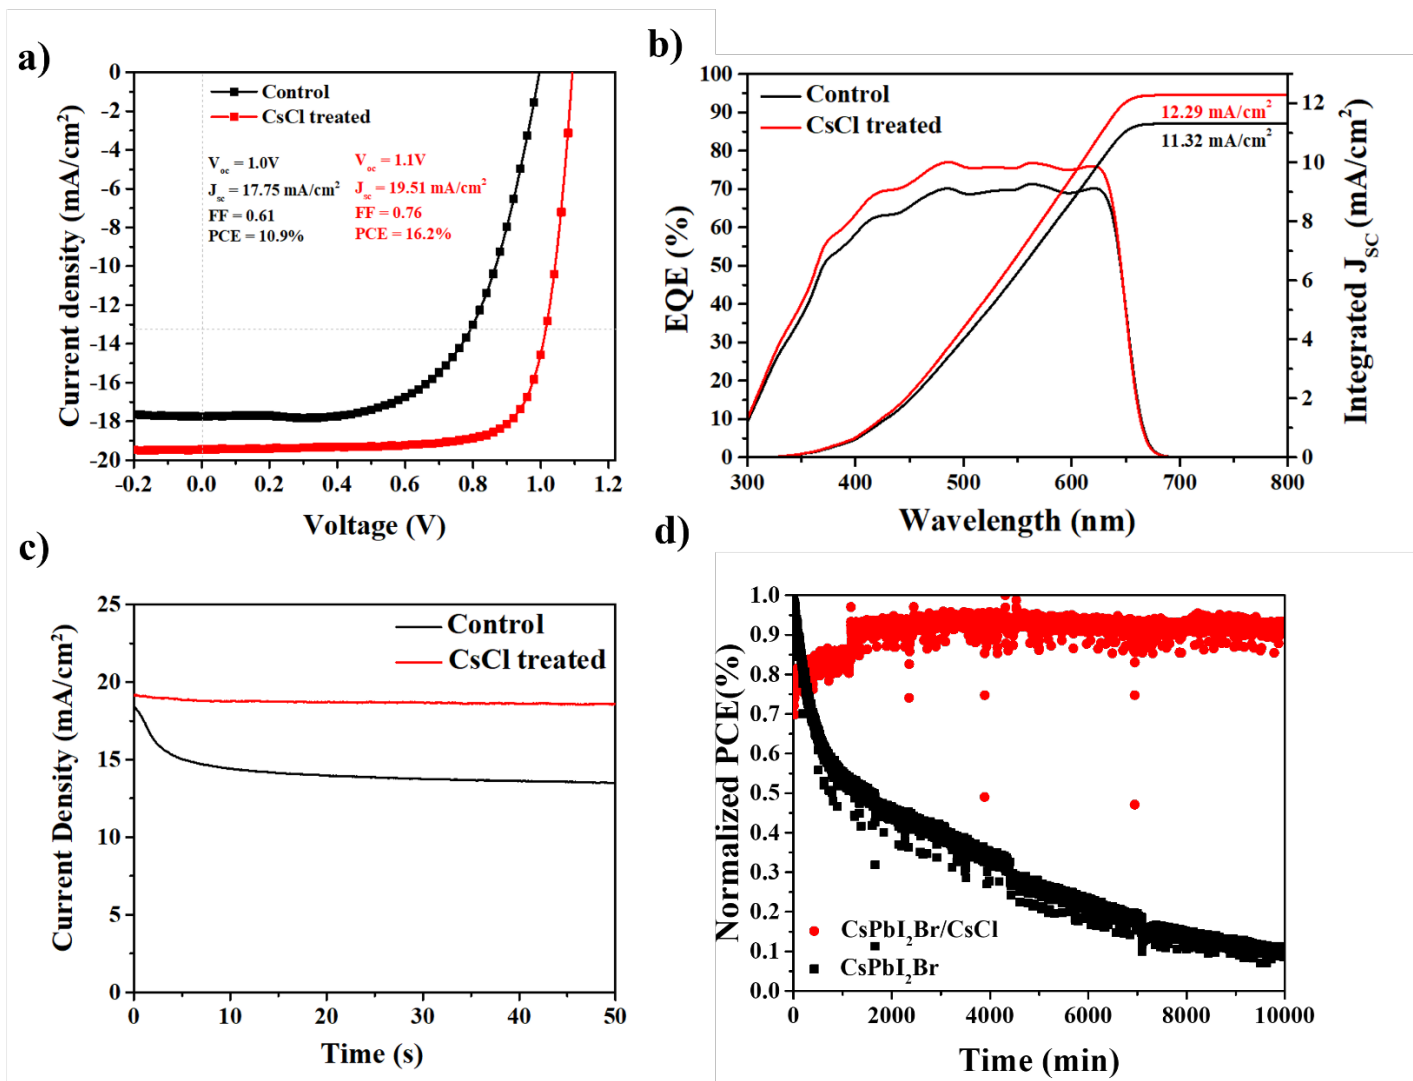 a)
Current density (mA/cm²)
0
-2
-4
-6
-8
-10
-12
-14
-16
-18
-20
Control
CsCl treated
Voc = 1.0V
Jsc = 17.75 mA/cm²
FF = 0.61
PCE = 10.9%
Voc = 1.1V
Jsc = 19.51 mA/cm²
FF = 0.76
PCE = 16.2%
-0.2 0.0 0.2 0.4 0.6 0.8 1.0 1.2
Voltage (V)
b)
EQE (%)
100
90
80
70
60
50
40
30
20
10
0
Control
CsCl treated
12.29 mA/cm²
11.32 mA/cm²
12
10
8
6
4
2
0
Integrated JSC (mA/cm²)
300 400 500 600 700 800
Wavelength (nm)
c)
Current Density (mA/cm²)
25
20
15
10
5
0
Control
CsCl treated
0 10 20 30 40 50
Time (s)
d)
Normalized PCE(%)
1.0
0.9
0.8
0.7
0.6
0.5
0.4
0.3
0.2
0.1
0.0
CsPbI₂Br/CsCl
CsPbI₂Br
0 2000 4000 6000 8000 10000
Time (min)